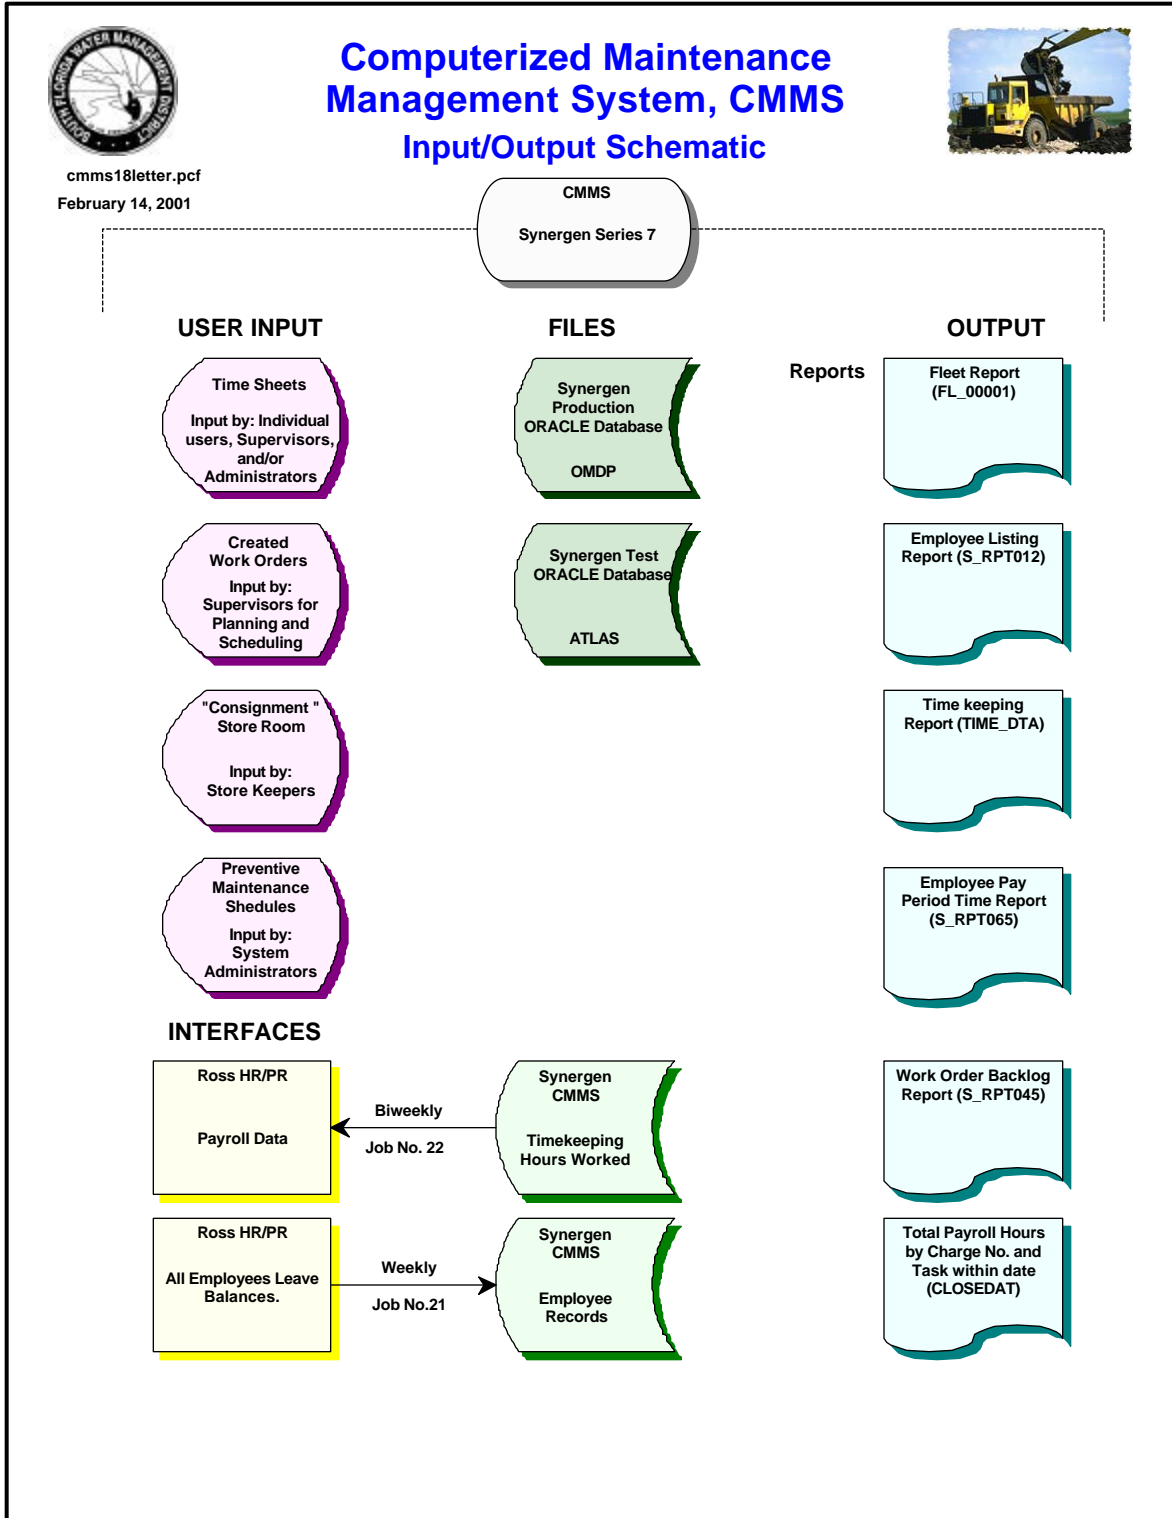 SOUTH FLORIDA WATER MANAGEMENT DISTRICT
Computerized Maintenance
Management System, CMMS
Input/Output Schematic
cmms18letter.pcf
February 14, 2001
CMMS
Synergen Series 7
USER INPUT
FILES
OUTPUT
Time Sheets
Input by: Individual
users, Supervisors,
and/or
Administrators
Synergen
Production
ORACLE Database
OMDP
Reports
Fleet Report
(FL_00001)
Created
Work Orders
Input by:
Supervisors for
Planning and
Scheduling
Synergen Test
ORACLE Database
ATLAS
Employee Listing
Report (S_RPT012)
"Consignment "
Store Room
Input by:
Store Keepers
Time keeping
Report (TIME_DTA)
Preventive
Maintenance
Shedules
Input by:
System
Administrators
Employee Pay
Period Time Report
(S_RPT065)
INTERFACES
Ross HR/PR
Payroll Data
Biweekly
Job No. 22
Synergen
CMMS
Timekeeping
Hours Worked
Work Order Backlog
Report (S_RPT045)
Ross HR/PR
All Employees Leave
Balances.
Weekly
Job No.21
Synergen
CMMS
Employee
Records
Total Payroll Hours
by Charge No. and
Task within date
(CLOSEDAT)